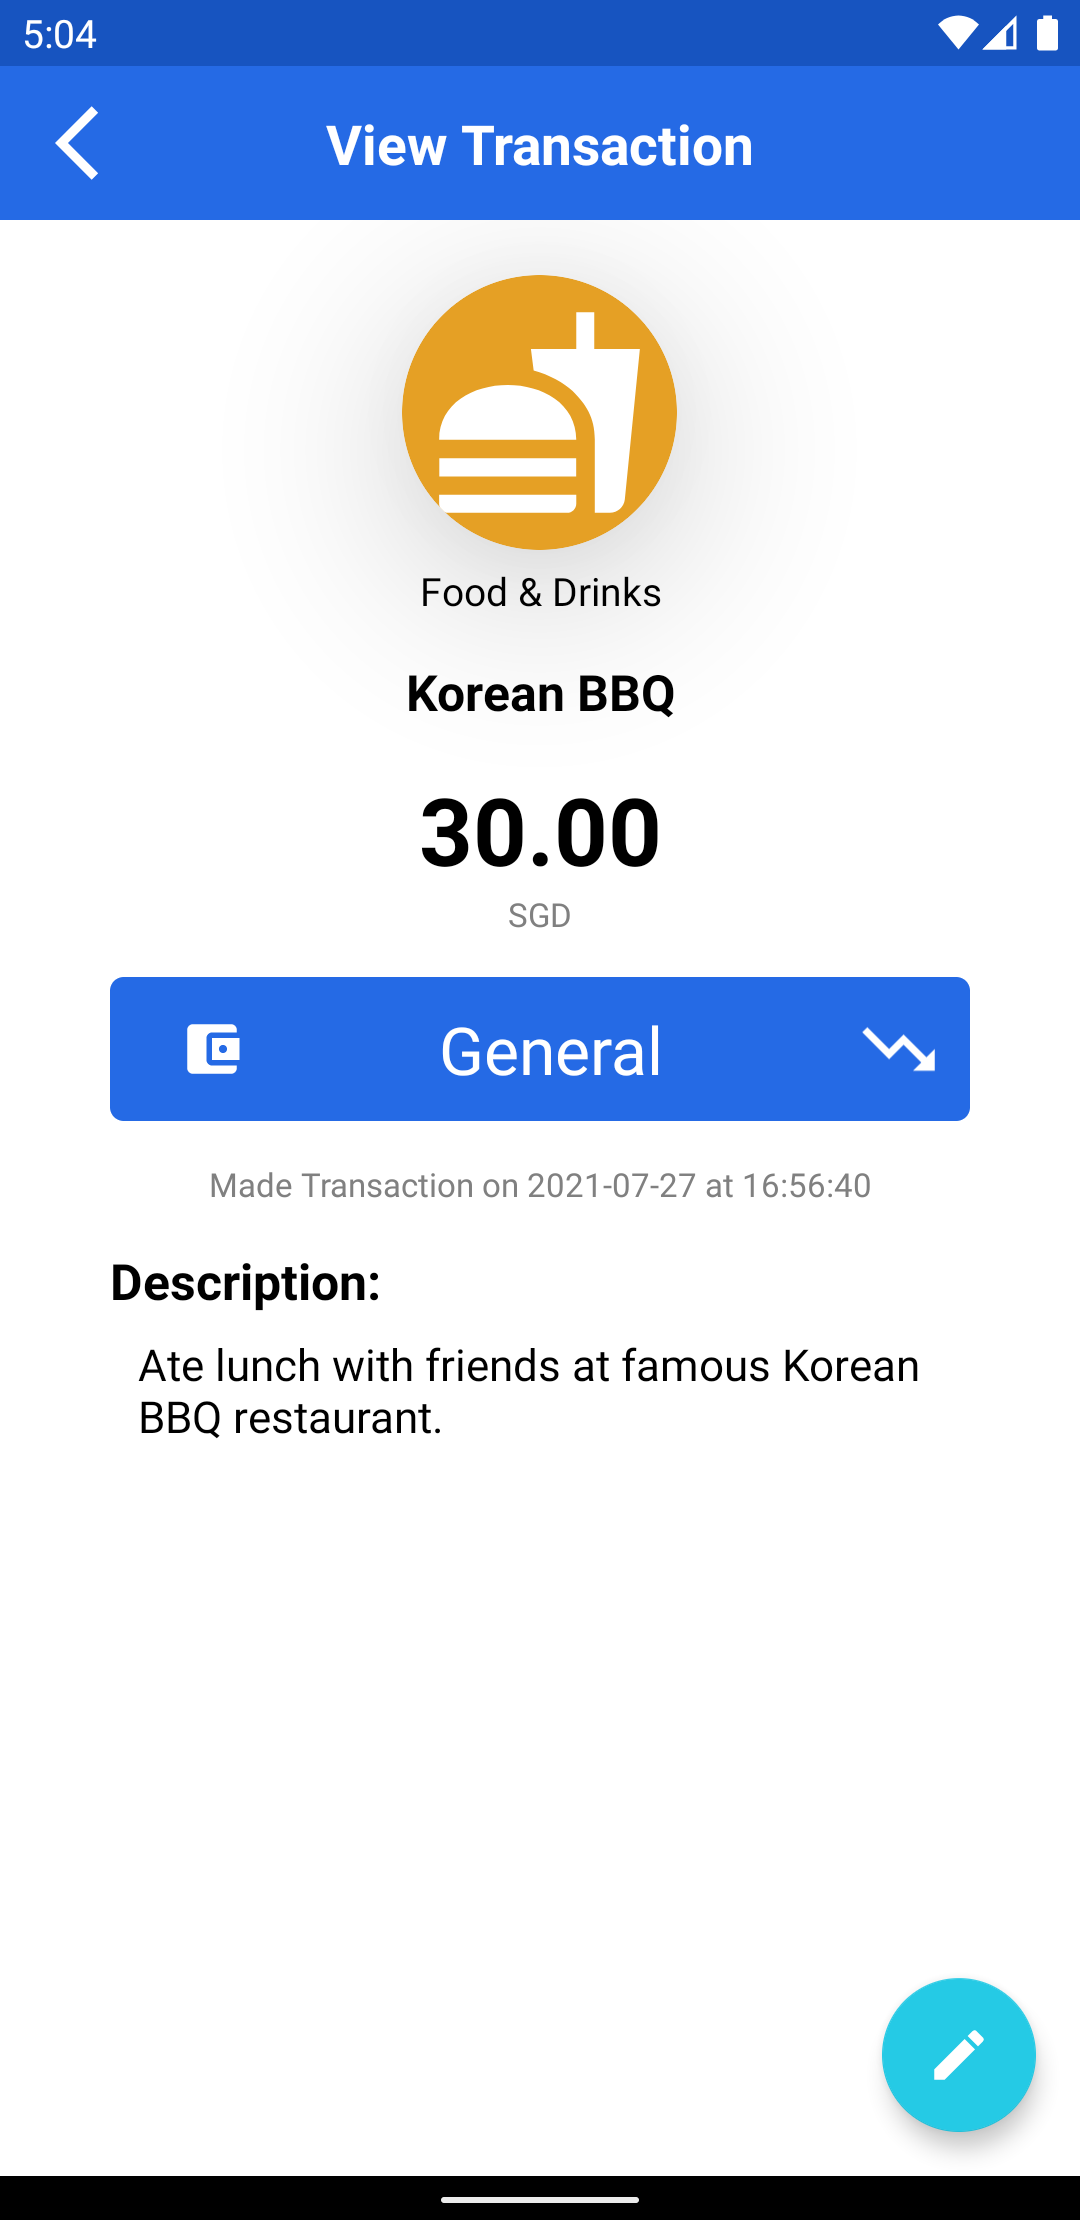 5:04
View Transaction
Food & Drinks
Korean BBQ
30.00
SGD
General
Made Transaction on 2021-07-27 at 16:56:40
Description:
Ate lunch with friends at famous Korean
BBQ restaurant.